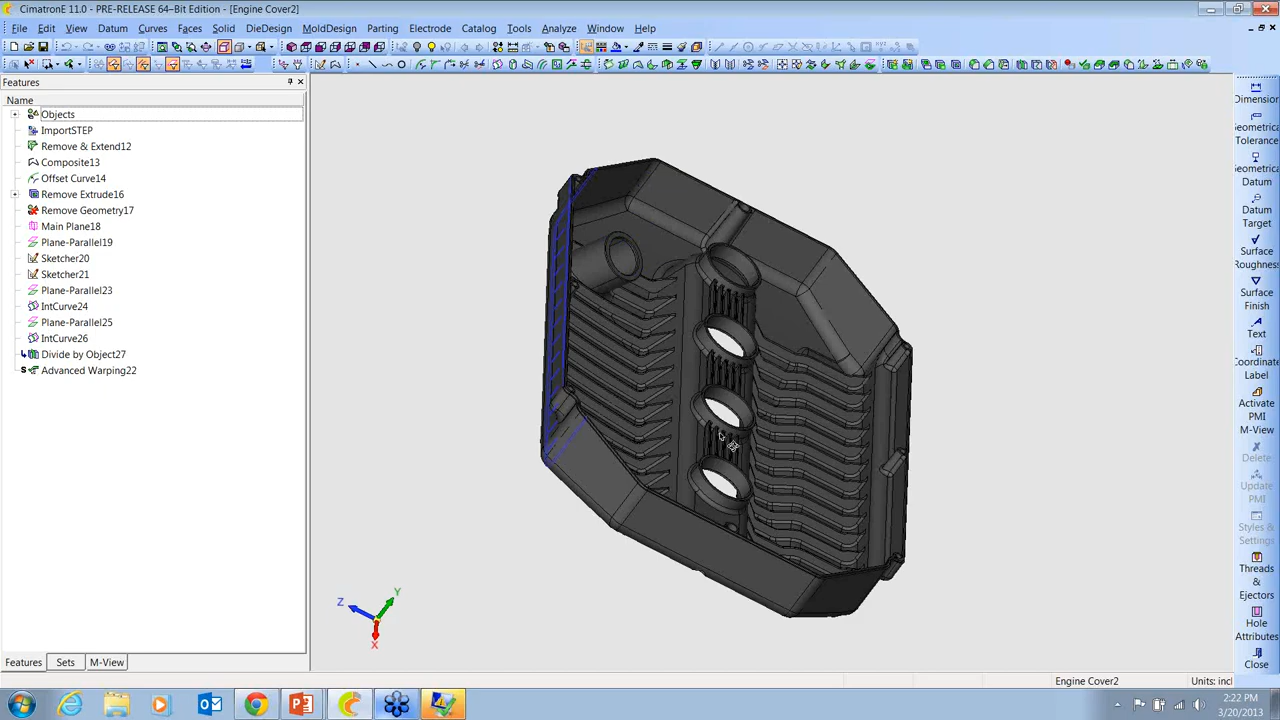 CimatronE 11.0 - PRE-RELEASE 64-Bit Edition - [Engine Cover2]
File Edit View Datum Curves Faces Solid DieDesign MoldDesign Parting Electrode Catalog Tools Analyze Window Help
Features
Name
Objects
ImportSTEP
Remove & Extend12
Composite13
Offset Curve14
Remove Extrude16
Remove Geometry17
Main Plane18
Plane-Parallel19
Sketcher20
Sketcher21
Plane-Parallel23
IntCurve24
Plane-Parallel25
IntCurve26
Divide by Object27
S Advanced Warping22
Z
Y
X
Dimension
Geometrical
Tolerance
Geometrical
Datum
Datum
Target
Surface
Roughness
Surface
Finish
Text
Coordinate
Label
Activate
PMI
M-View
Delete
Update
PMI
Styles &
Settings
Threads
&
Ejectors
Hole
Attributes
Close
Features Sets M-View
Engine Cover2 Units: incl
2:22 PM
3/20/2013